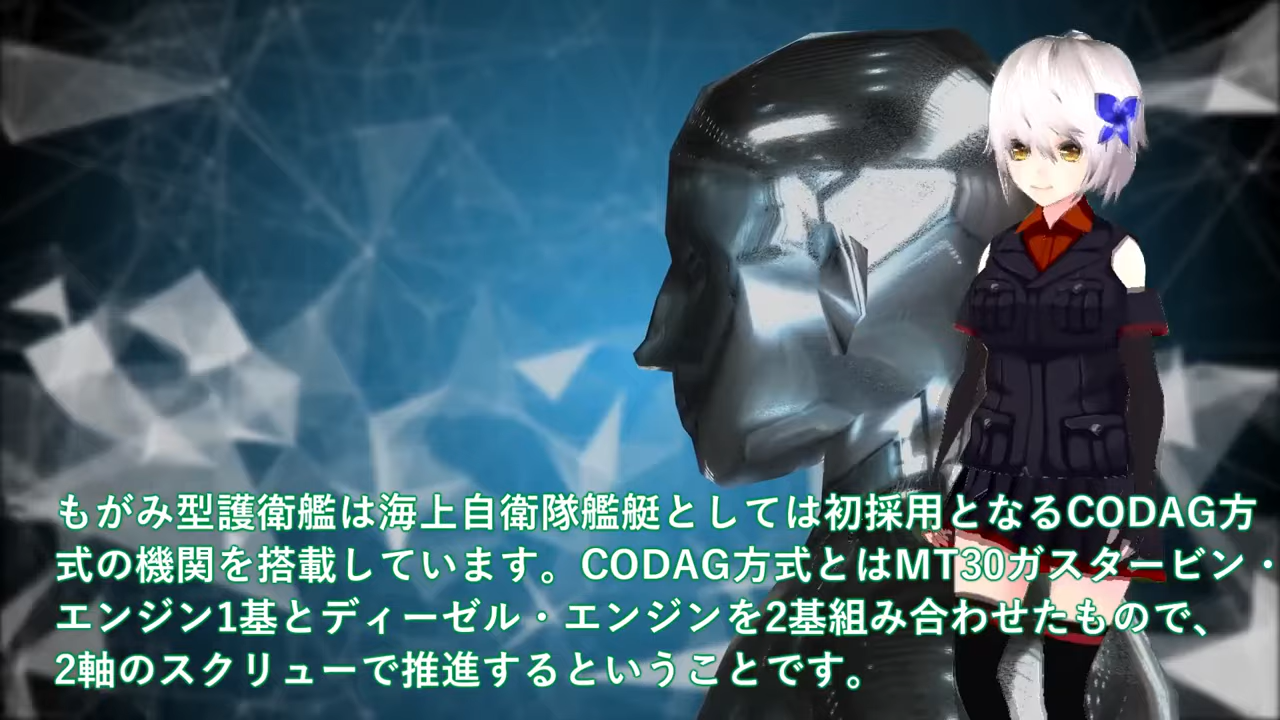 もがみ型護衛艦は海上自衛隊艦艇としては初採用となるCODAG方
式の機関を搭載しています。CODAG方式とはMT30ガスタービン・
エンジン1基とディーゼル・エンジンを2基組み合わせたもので、
2軸のスクリューで推進するということです。